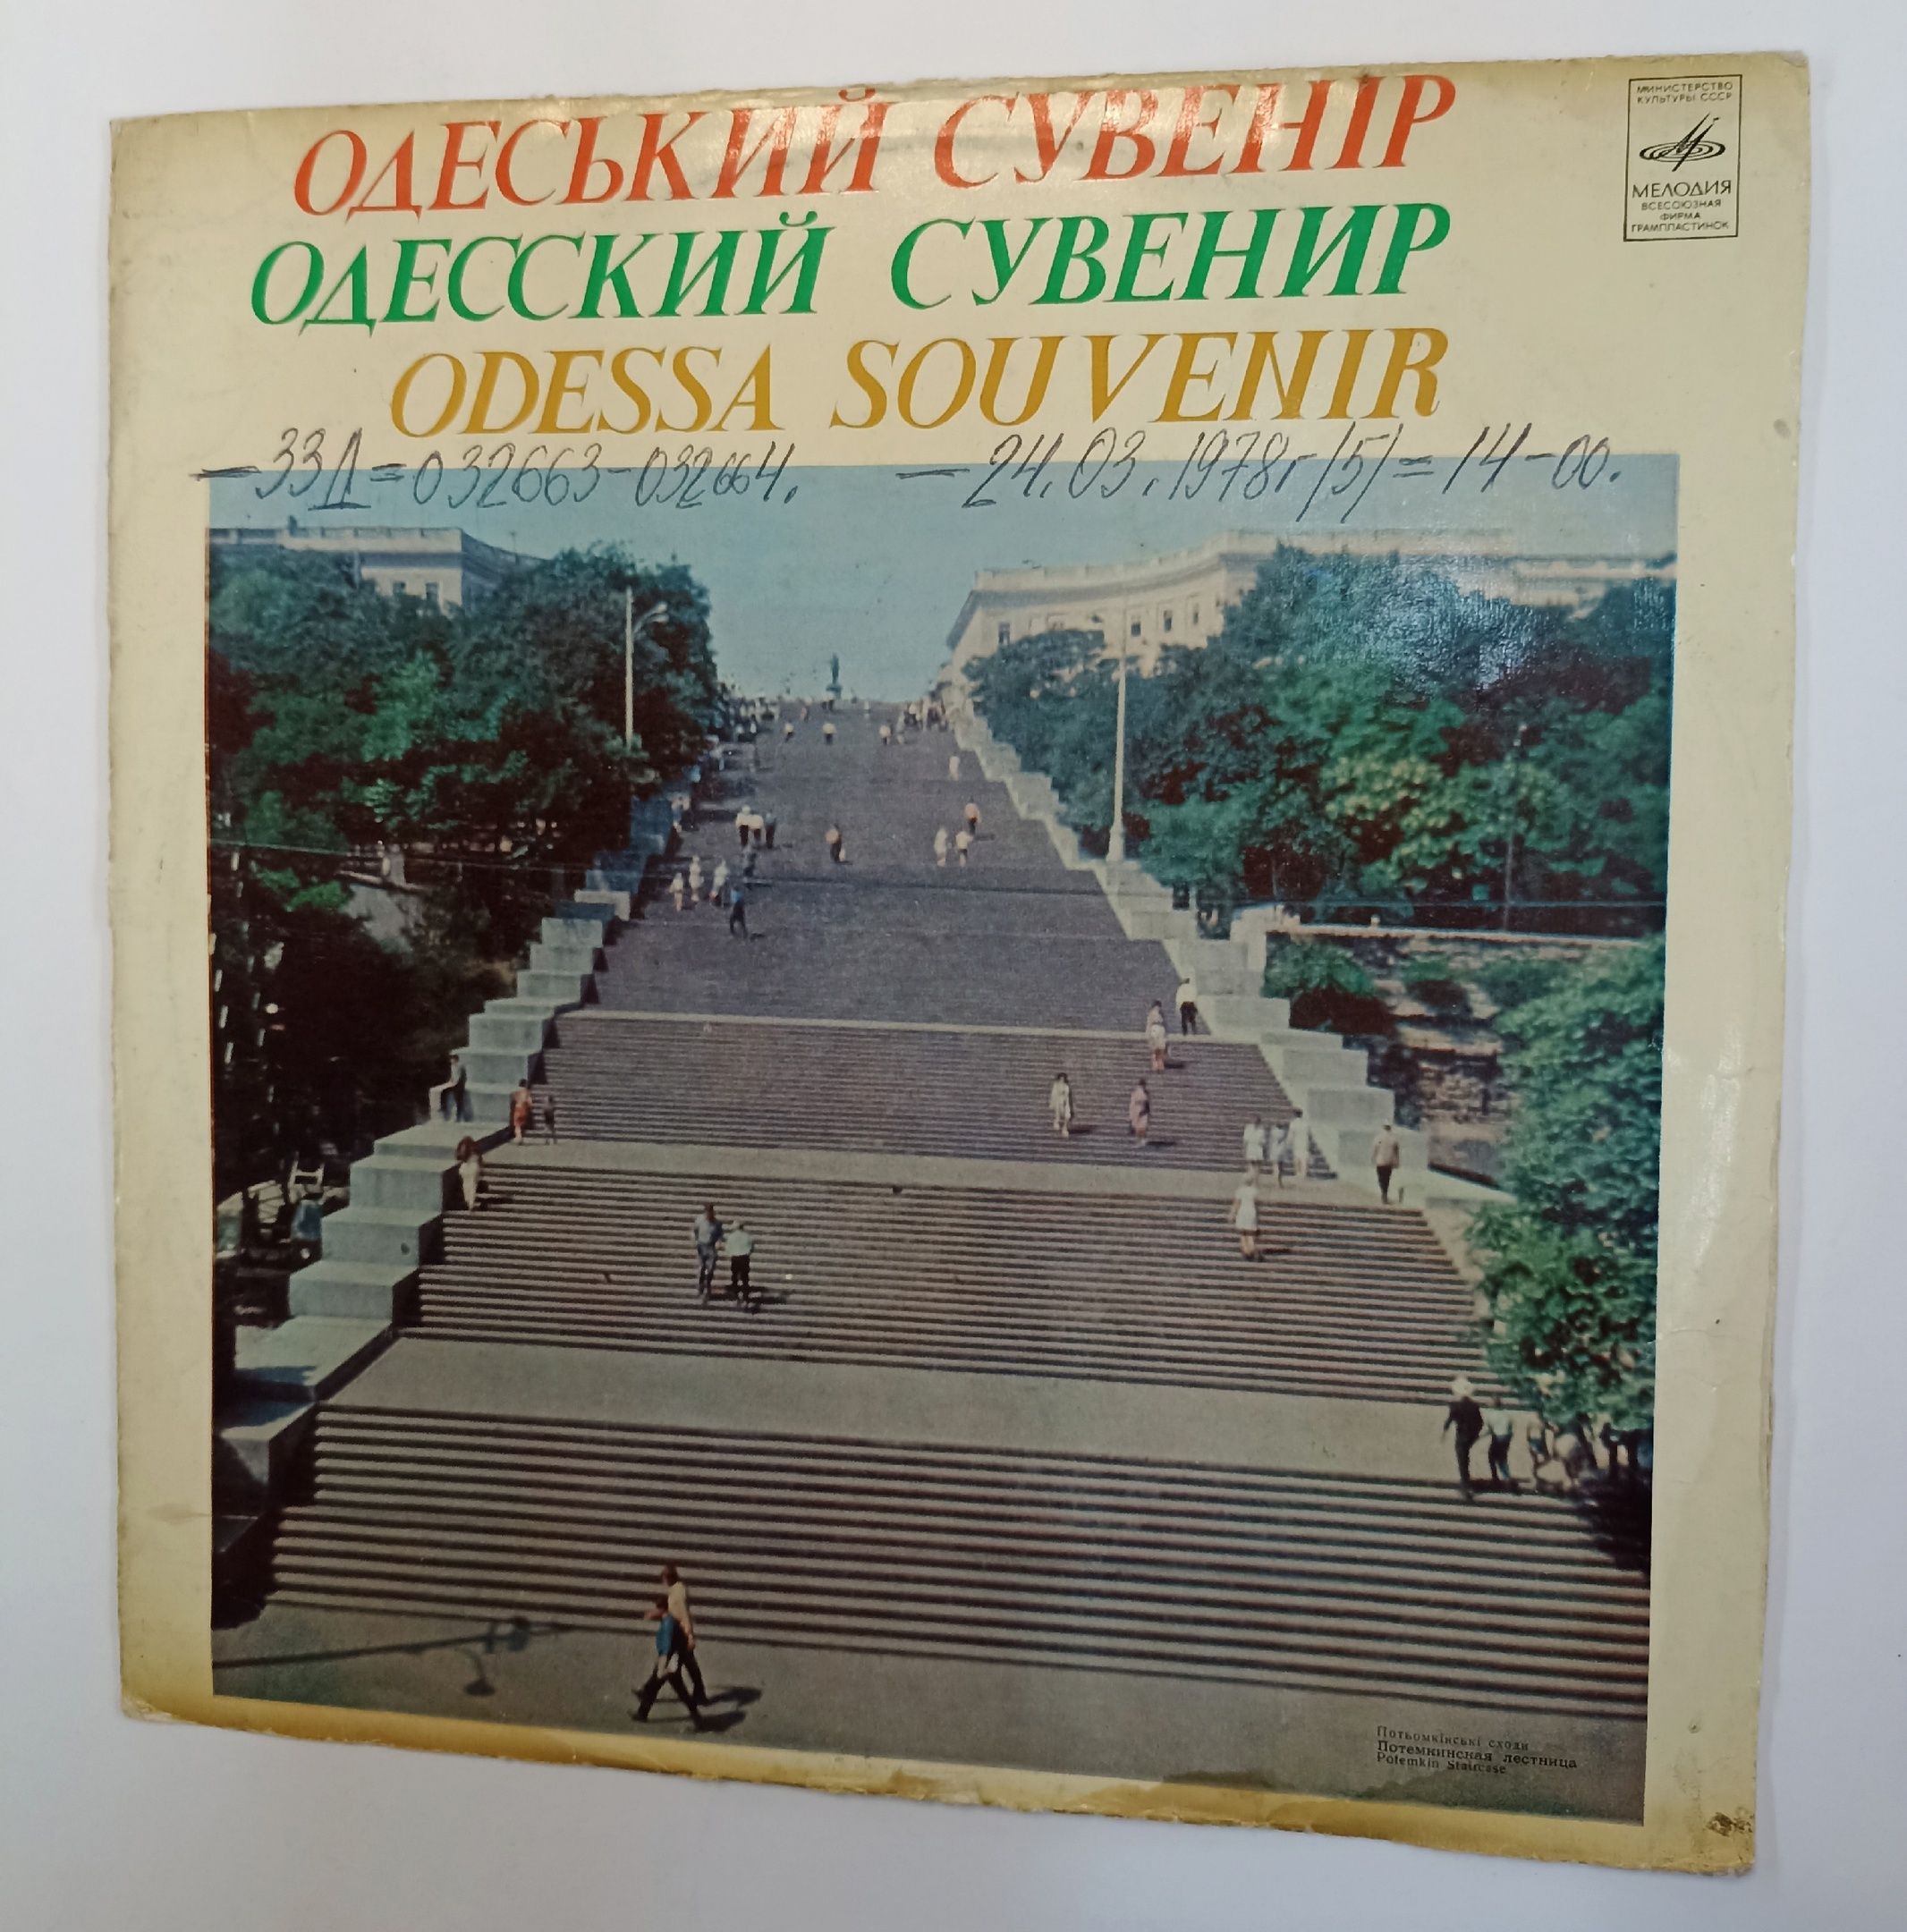 ОДЕСЬКИЙ СУВЕНІР
МИНИСТЕРСТВО
КУЛЬТУРЫ СССР
МЕЛОДИЯ
ВСЕСОЮЗНАЯ
ФИРМА
ГРАМПЛАСТИНОК
ОДЕССКИЙ СУВЕНИР
ODESSA SOUVENIR
—33Д=032663-032664. —24.03.1978г/5/=14-00.
Потьомкінські сходи
Потемкинская лестница
Potemkin Staircase